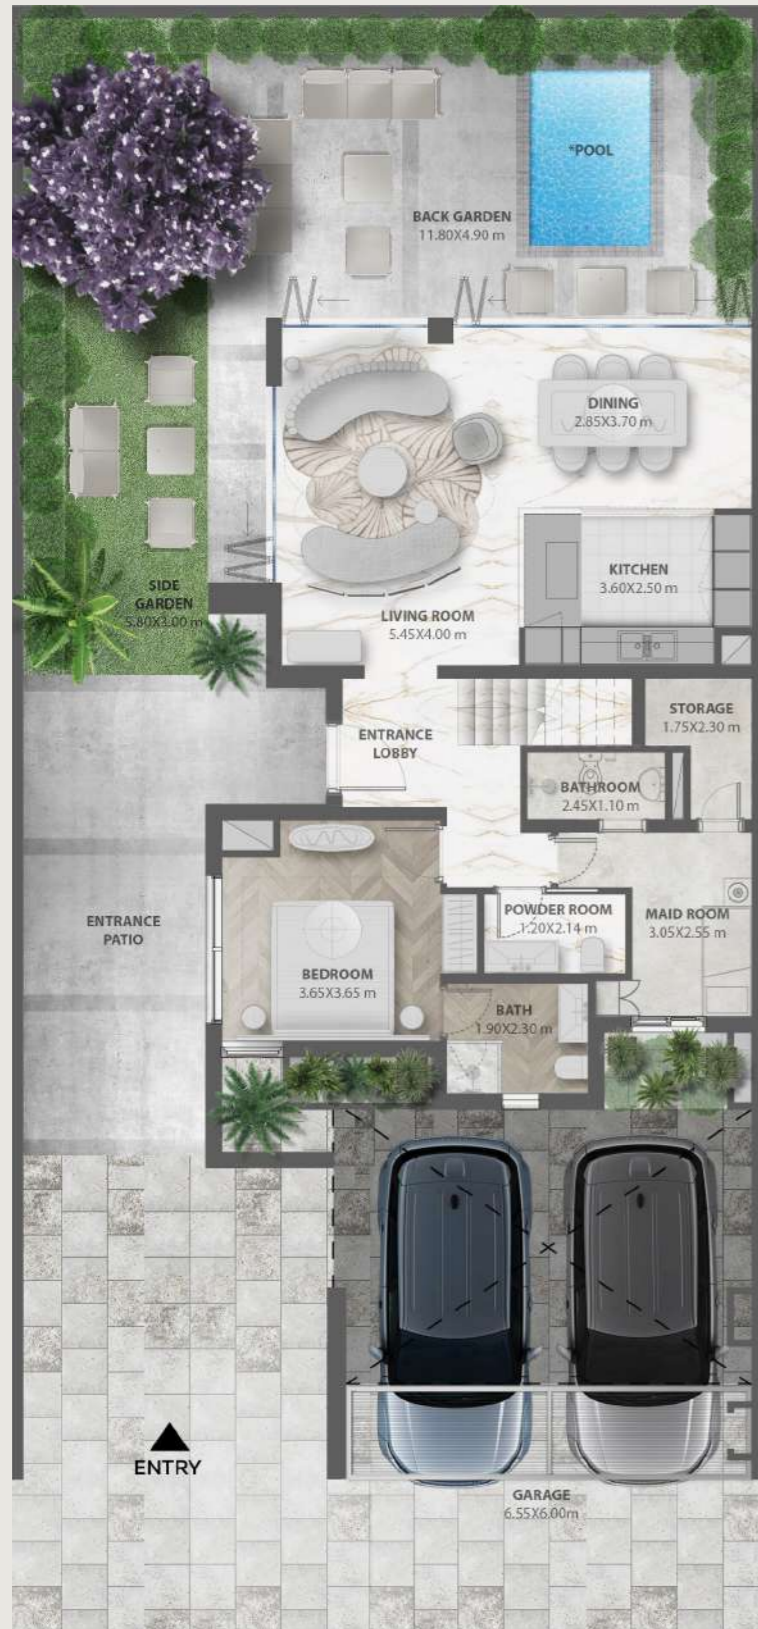 *POOL
BACK GARDEN
11.80X4.90 m
DINING
2.85X3.70 m
KITCHEN
3.60X2.50 m
SIDE
GARDEN
5.80X3.00 m
LIVING ROOM
5.45X4.00 m
STORAGE
1.75X2.30 m
ENTRANCE
LOBBY
BATHROOM
2.45X1.10 m
ENTRANCE
PATIO
POWDER ROOM
1.20X2.14 m
MAID ROOM
3.05X2.55 m
BEDROOM
3.65X3.65 m
BATH
1.90X2.30 m
ENTRY
GARAGE
6.55X6.00m